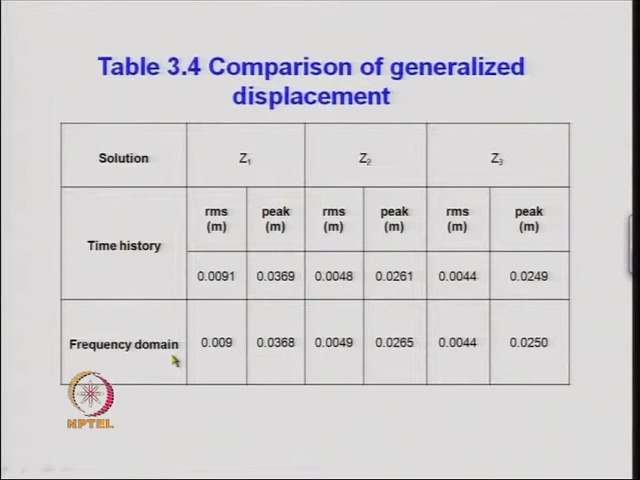 Table 3.4 Comparison of generalized
displacement
Solution Z₁ Z₂ Z₃
Time history
rms (m) peak (m) rms (m) peak (m) rms (m) peak (m)
0.0091 0.0369 0.0048 0.0261 0.0044 0.0249
Frequency domain 0.009 0.0368 0.0049 0.0265 0.0044 0.0250
NPTEL